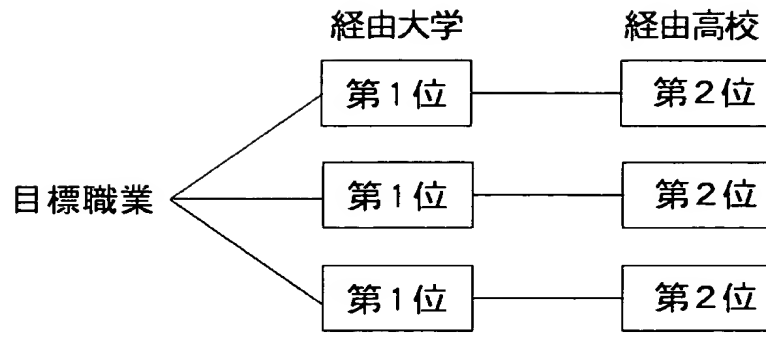 経由大学 経由高校
第1位 第2位
目標職業 第1位 第2位
第1位 第2位